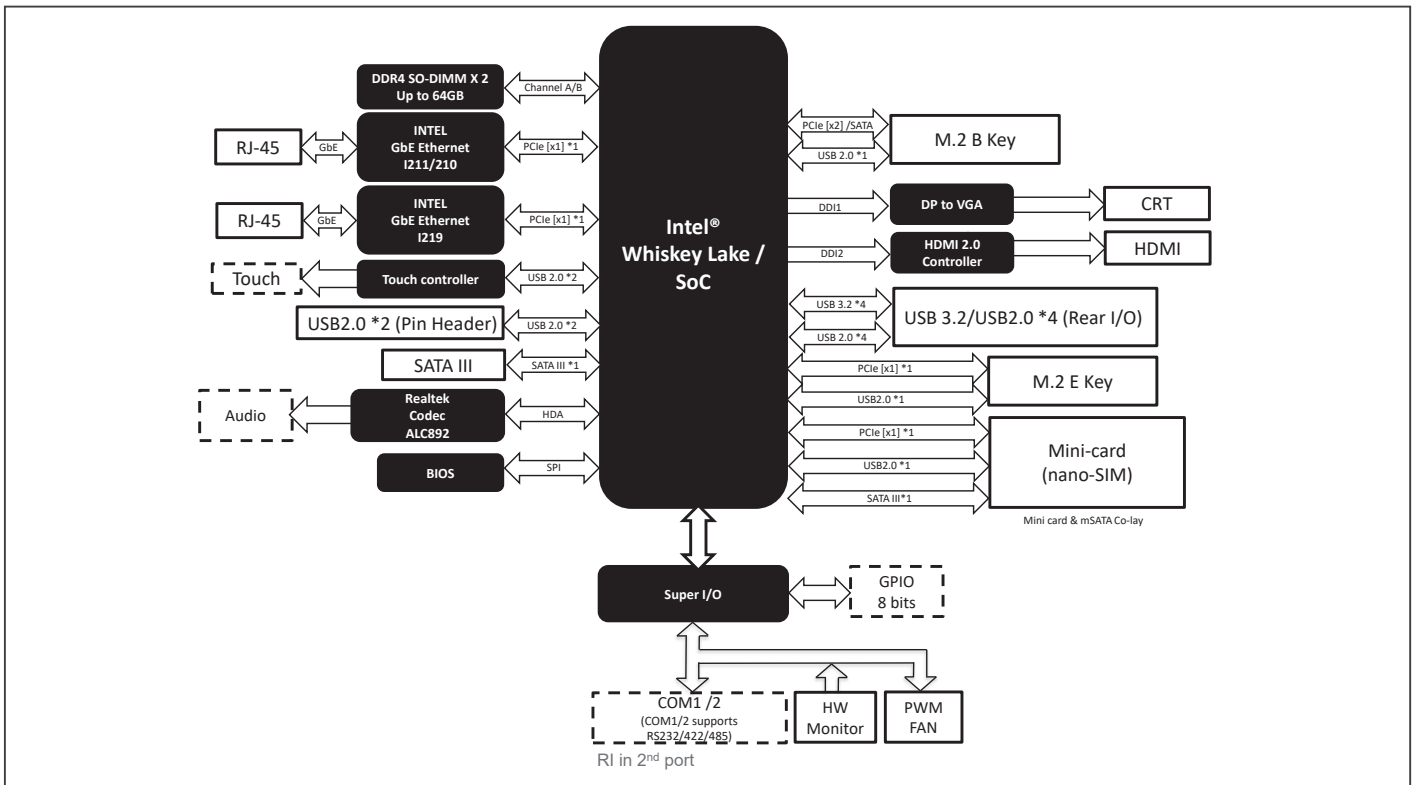 DDR4 SO-DIMM X 2
Up to 64GB
Channel A/B
RJ-45
GbE
INTEL
GbE Ethernet
I211/210
PCIe [x1] *1
RJ-45
GbE
INTEL
GbE Ethernet
I219
PCIe [x1] *1
Touch
Touch controller
USB 2.0 *2
USB2.0 *2 (Pin Header)
USB 2.0 *2
SATA III
SATA III *1
Audio
Realtek
Codec
ALC892
HDA
BIOS
SPI
Intel®
Whiskey Lake /
SoC
PCIe [x2] /SATA
USB 2.0 *1
M.2 B Key
DDI1
DP to VGA
CRT
DDI2
HDMI 2.0
Controller
HDMI
USB 3.2 *4
USB 2.0 *4
USB 3.2/USB2.0 *4 (Rear I/O)
PCIe [x1] *1
USB2.0 *1
M.2 E Key
PCIe [x1] *1
USB2.0 *1
SATA III*1
Mini-card
(nano-SIM)
Mini card & mSATA Co-lay
Super I/O
GPIO
8 bits
COM1 /2
(COM1/2 supports
RS232/422/485)
HW
Monitor
PWM
FAN
RI in 2nd port